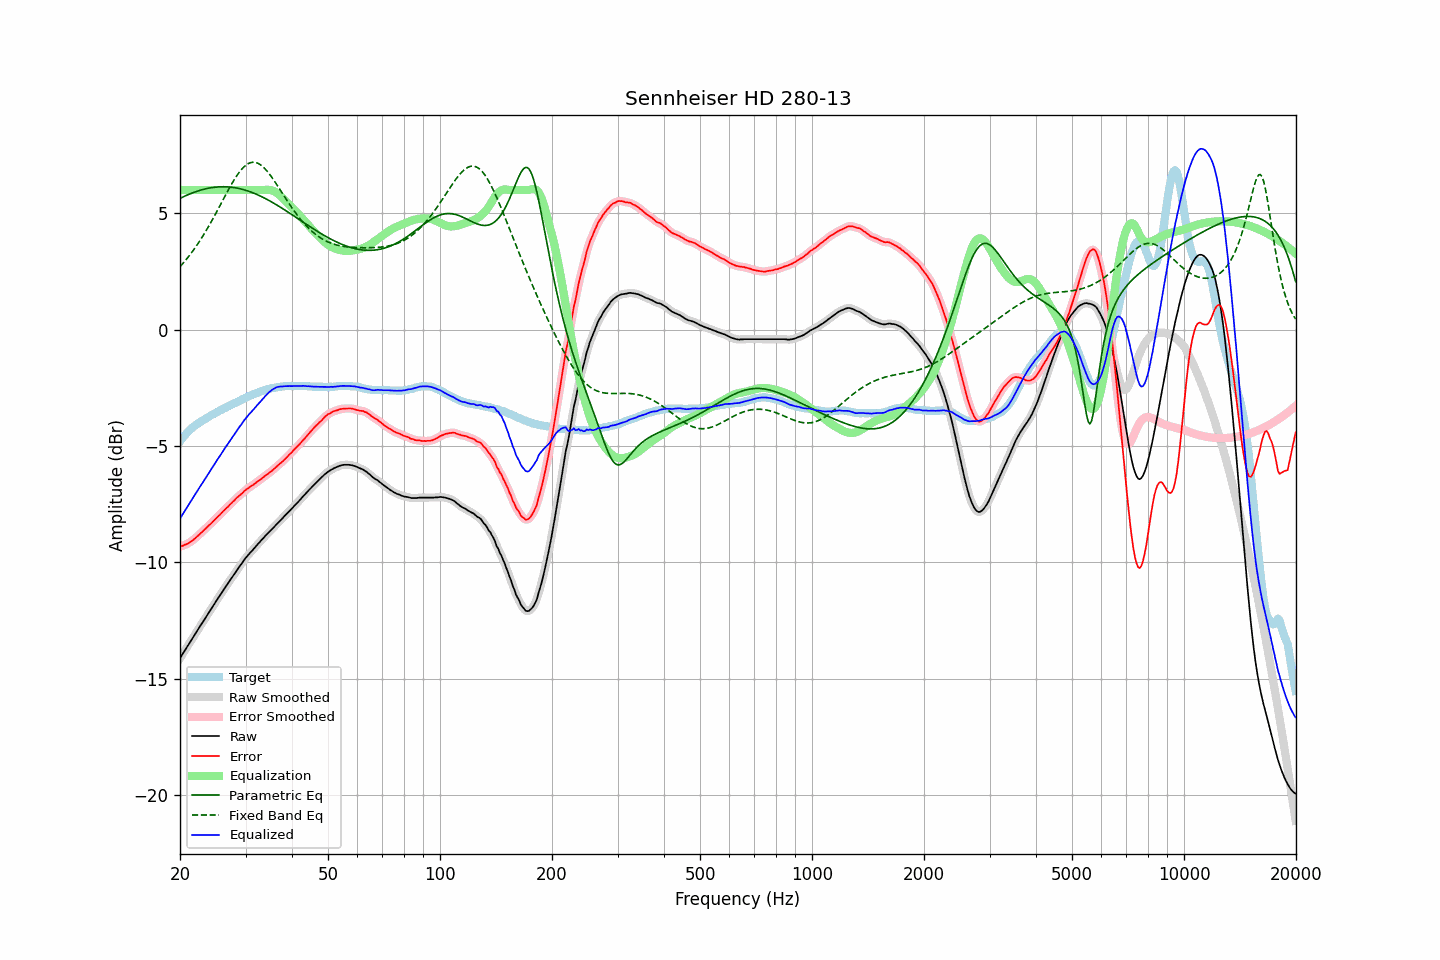 Sennheiser HD 280-13
Amplitude (dBr)
5
0
−5
−10
−15
−20
Target
Raw Smoothed
Error Smoothed
Raw
Error
Equalization
Parametric Eq
Fixed Band Eq
Equalized
20 50 100 200 500 1000 2000 5000 10000 20000
Frequency (Hz)